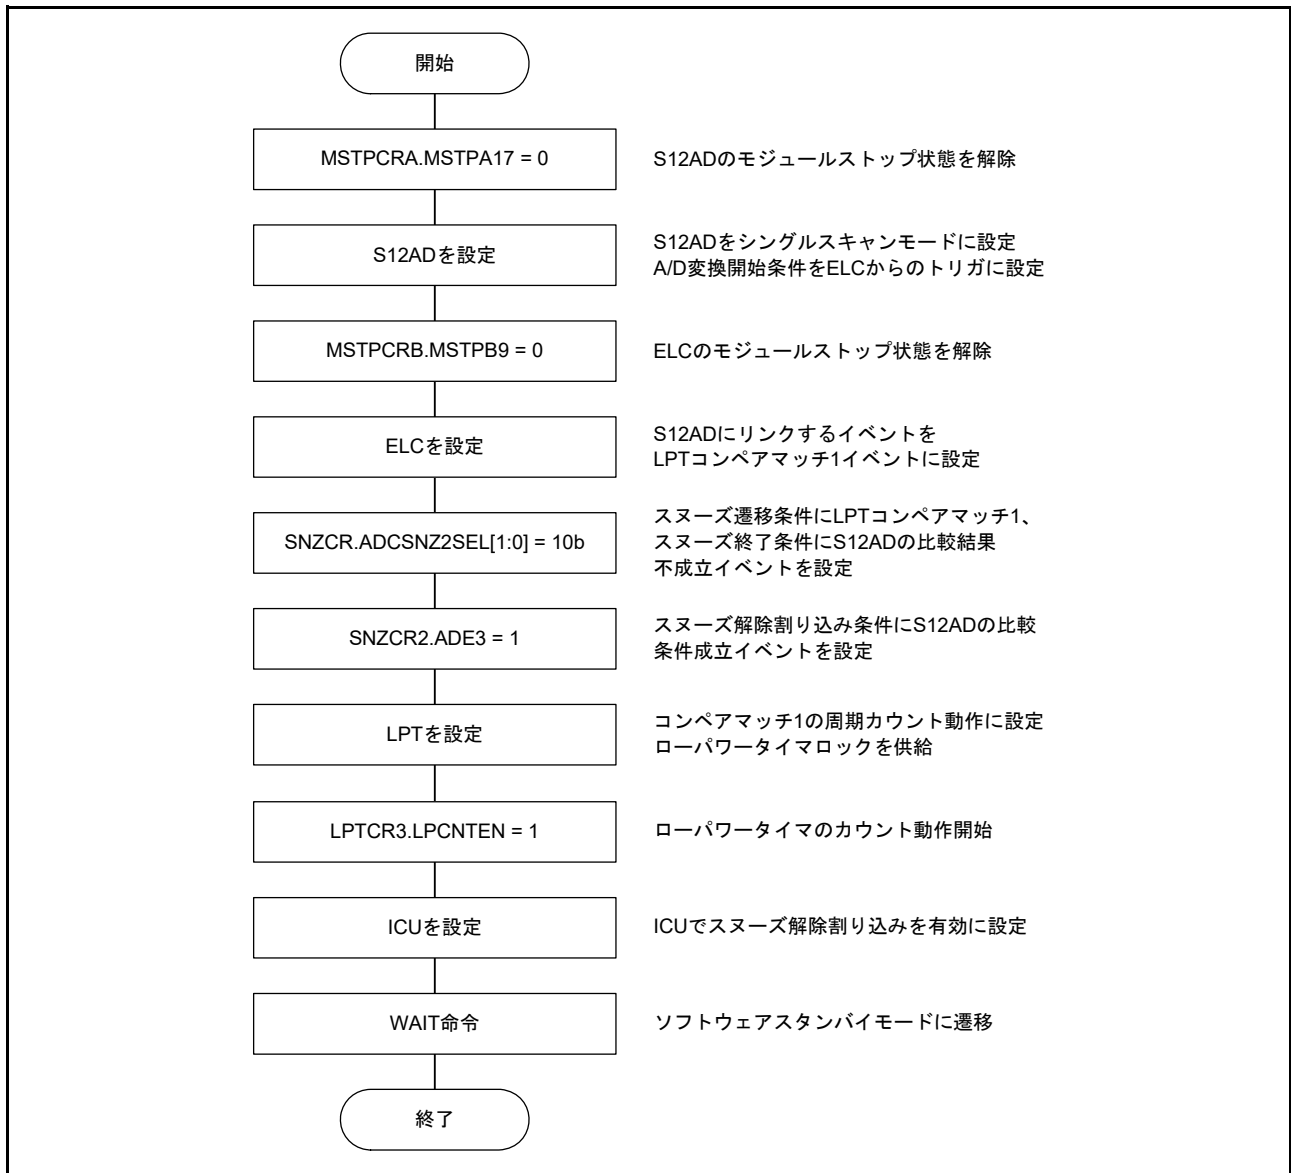 開始
MSTPCRA.MSTPA17 = 0
S12ADのモジュールストップ状態を解除
S12ADを設定
S12ADをシングルスキャンモードに設定
A/D変換開始条件をELCからのトリガに設定
MSTPCRB.MSTPB9 = 0
ELCのモジュールストップ状態を解除
ELCを設定
S12ADにリンクするイベントを
LPTコンペアマッチ1イベントに設定
SNZCR.ADCSNZ2SEL[1:0] = 10b
スヌーズ遷移条件にLPTコンペアマッチ1、
スヌーズ終了条件にS12ADの比較結果
不成立イベントを設定
SNZCR2.ADE3 = 1
スヌーズ解除割り込み条件にS12ADの比較
条件成立イベントを設定
LPTを設定
コンペアマッチ1の周期カウント動作に設定
ローパワータイマロックを供給
LPTCR3.LPCNTEN = 1
ローパワータイマのカウント動作開始
ICUを設定
ICUでスヌーズ解除割り込みを有効に設定
WAIT命令
ソフトウェアスタンバイモードに遷移
終了